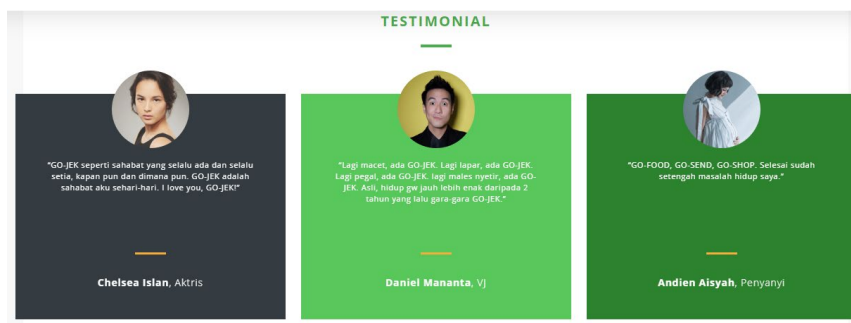 TESTIMONIAL
"GO-JEK seperti sahabat yang selalu ada dan selalu
setia, kapan pun dan dimana pun. GO-JEK adalah
sahabat aku sehari-hari. I love you, GO-JEK!"
Chelsea Islan, Aktris
"Lagi macet, ada GO-JEK. Lagi lapar, ada GO-JEK.
Lagi pegal, ada GO-JEK. lagi males nyetir, ada GO-
JEK. Asli, hidup gw jauh lebih enak daripada 2
tahun yang lalu gara-gara GO-JEK."
Daniel Mananta, VJ
"GO-FOOD, GO-SEND, GO-SHOP. Selesai sudah
setengah masalah hidup saya."
Andien Aisyah, Penyanyi